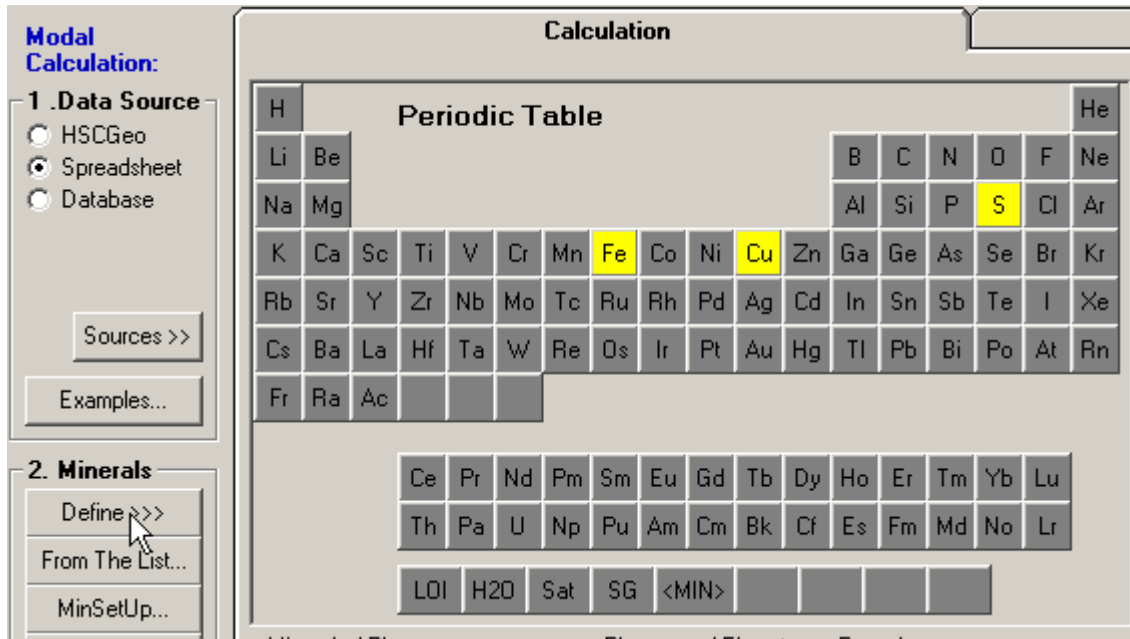 Modal
Calculation:
1 .Data Source
HSCGeo
Spreadsheet
Database
Sources >>
Examples...
2. Minerals
Define >>>
From The List...
MinSetUp...
Calculation
Periodic Table
H He
Li Be B C N O F Ne
Na Mg Al Si P S Cl Ar
K Ca Sc Ti V Cr Mn Fe Co Ni Cu Zn Ga Ge As Se Br Kr
Rb Sr Y Zr Nb Mo Tc Ru Rh Pd Ag Cd In Sn Sb Te I Xe
Cs Ba La Hf Ta W Re Os Ir Pt Au Hg Tl Pb Bi Po At Rn
Fr Ra Ac
Ce Pr Nd Pm Sm Eu Gd Tb Dy Ho Er Tm Yb Lu
Th Pa U Np Pu Am Cm Bk Cf Es Fm Md No Lr
LOI H2O Sat SG <MIN>